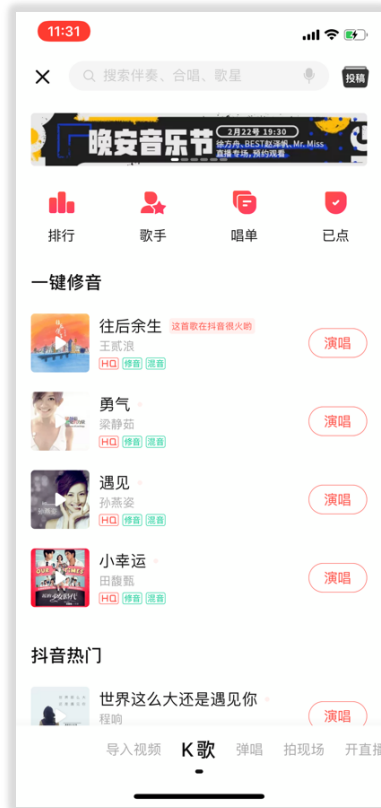 11:31
搜索伴奏、合唱、歌星
投稿
晚安音乐节
2月22号 19:30
徐方舟、BEST赵泽帆、Mr. Miss
直播专场，预约观看
排行
歌手
唱单
已点
一键修音
往后余生 这首歌在抖音很火哟
王贰浪
HQ 修音 混音
演唱
勇气
梁静茹
HQ 修音 混音
演唱
遇见
孙燕姿
HQ 修音 混音
演唱
小幸运
田馥甄
HQ 修音 混音
演唱
抖音热门
世界这么大还是遇见你
程响
演唱
导入视频 K歌 弹唱 拍现场 开直播